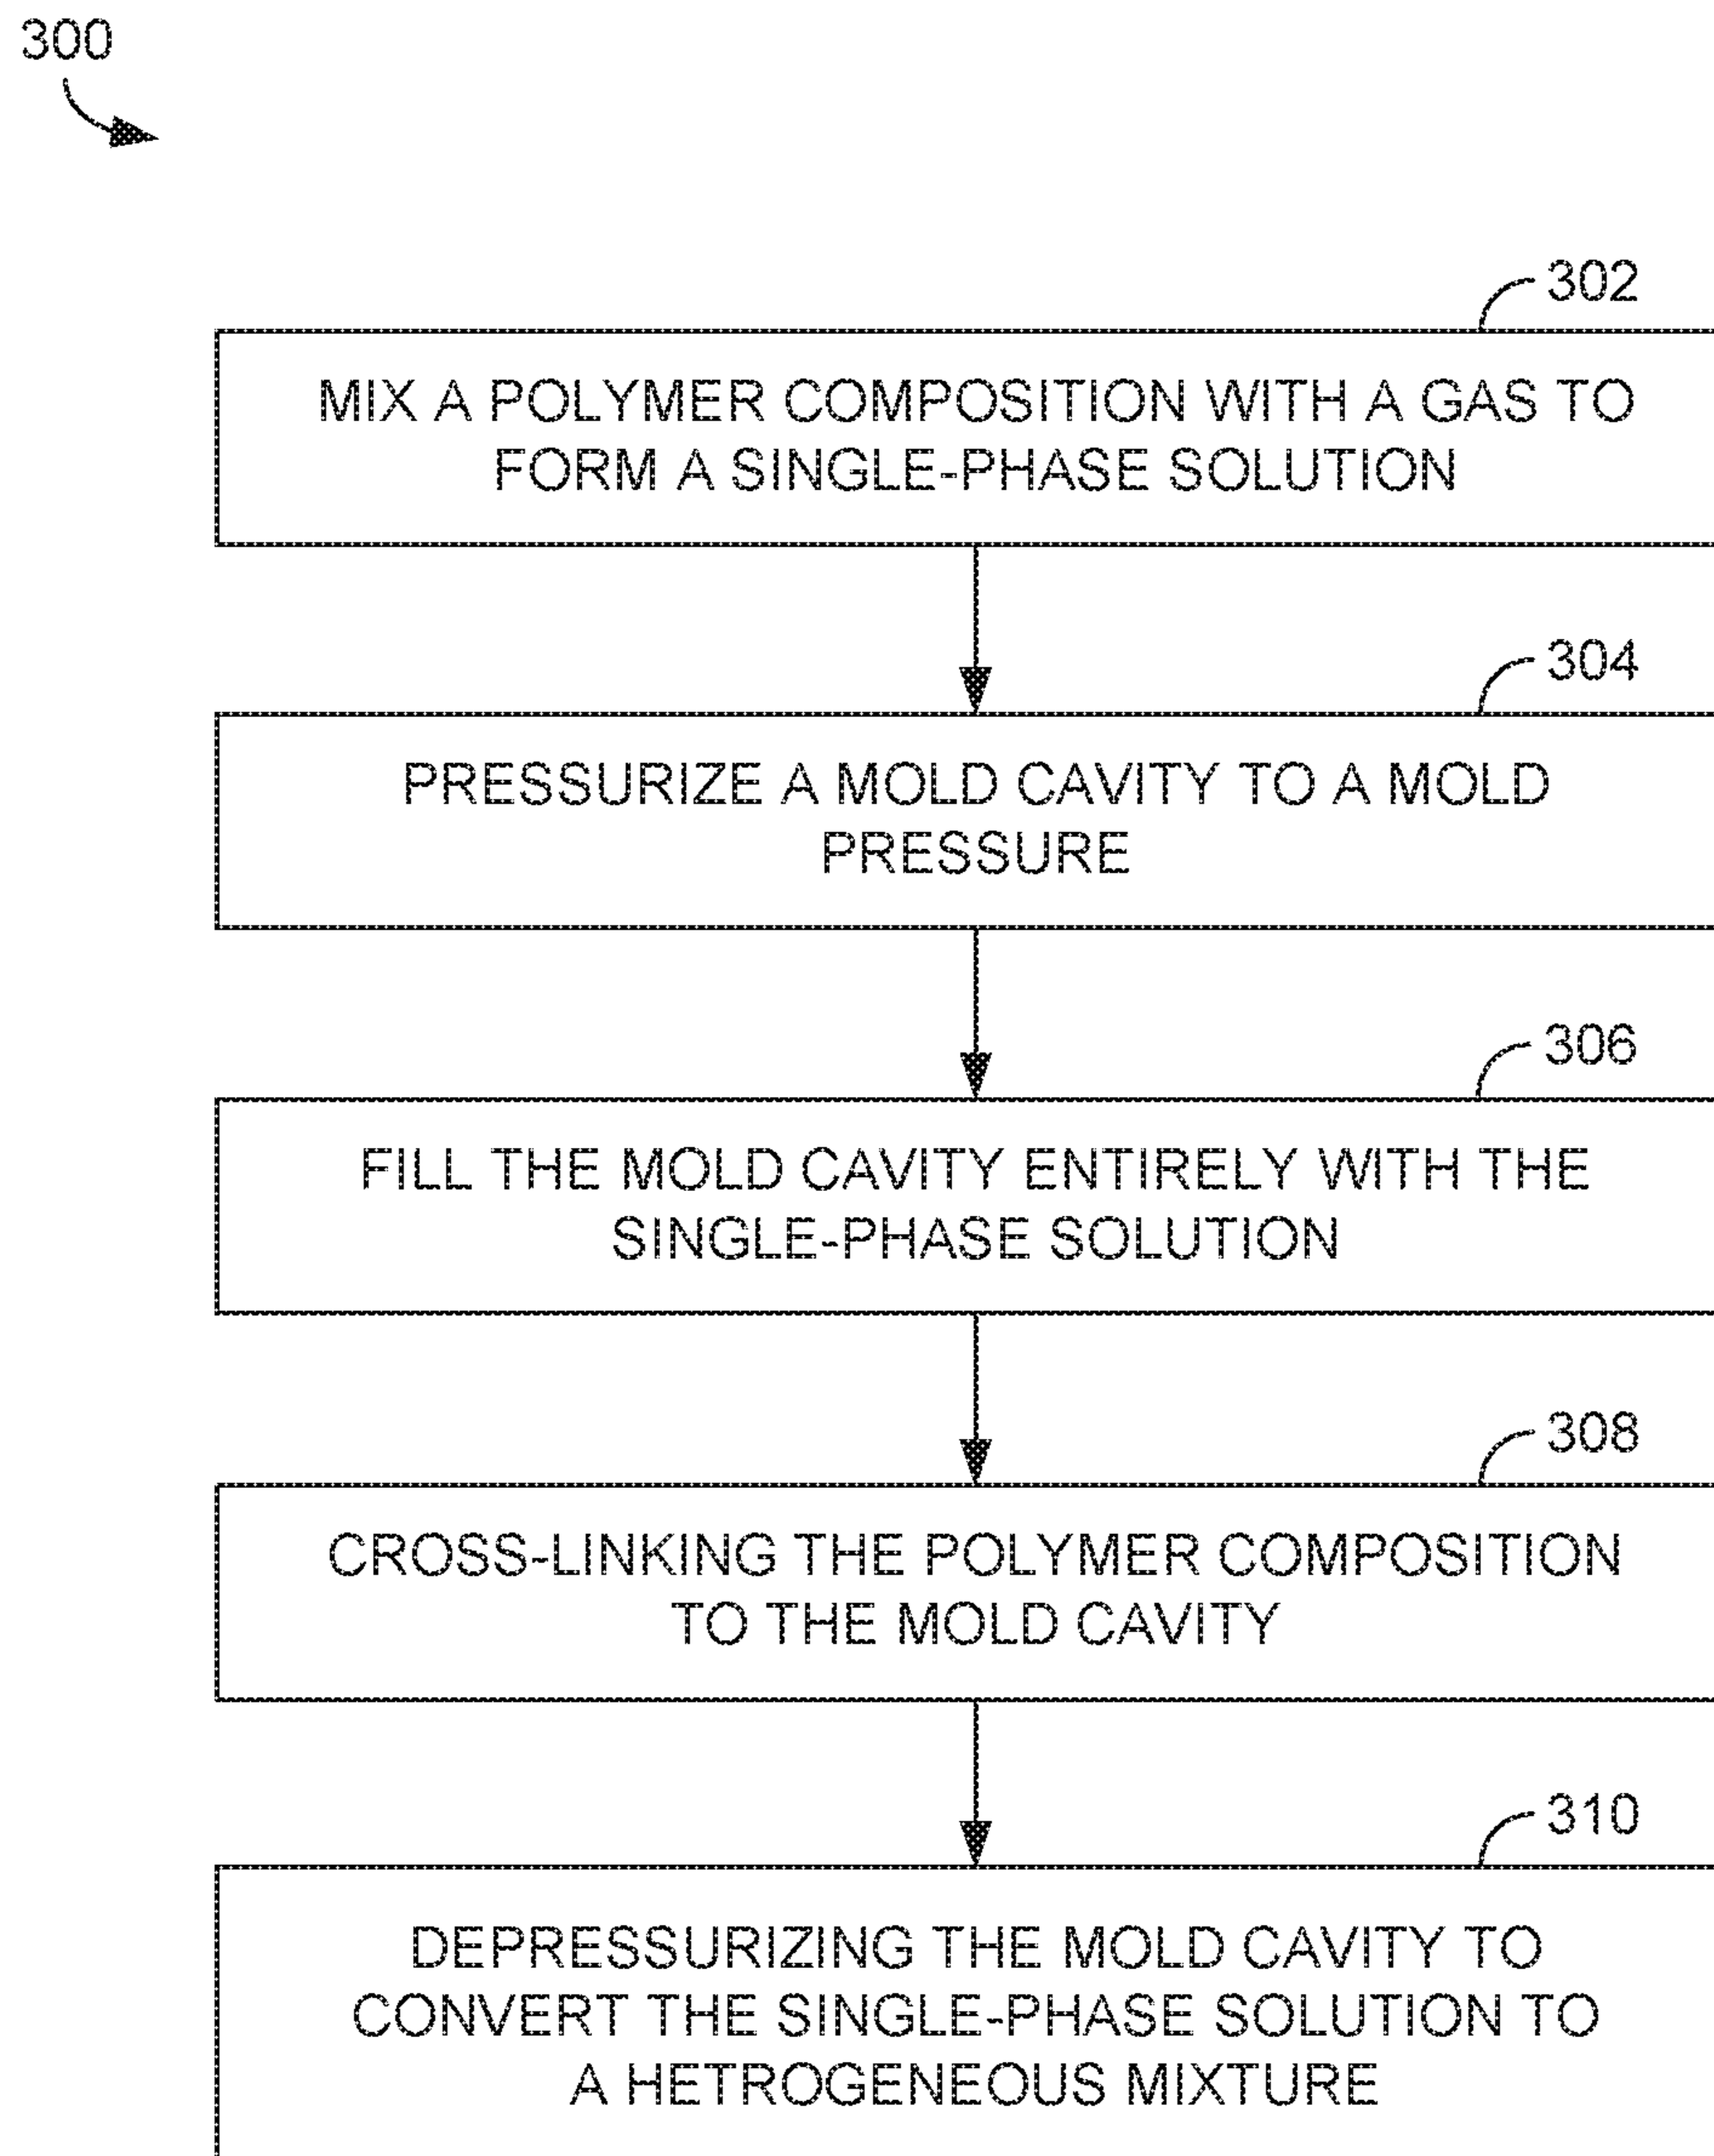 300
302
MIX A POLYMER COMPOSITION WITH A GAS TO
FORM A SINGLE-PHASE SOLUTION
304
PRESSURIZE A MOLD CAVITY TO A MOLD
PRESSURE
306
FILL THE MOLD CAVITY ENTIRELY WITH THE
SINGLE-PHASE SOLUTION
308
CROSS-LINKING THE POLYMER COMPOSITION
TO THE MOLD CAVITY
310
DEPRESSURIZING THE MOLD CAVITY TO
CONVERT THE SINGLE-PHASE SOLUTION TO
A HETROGENEOUS MIXTURE